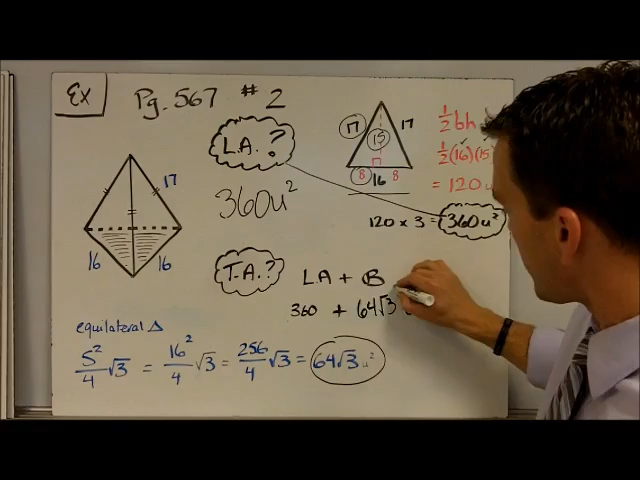 Ex
Pg. 567 #2
L.A. ?
360u²
17
16 16
17 15 17
8 16 8
½bh
½(16)(15
= 120 u
120 x 3 = 360u²
T.A.?
L.A + B
360 + 64√3
equilateral Δ
S²/4 √3 = 16²/4 √3 = 256/4 √3 = 64√3 u²